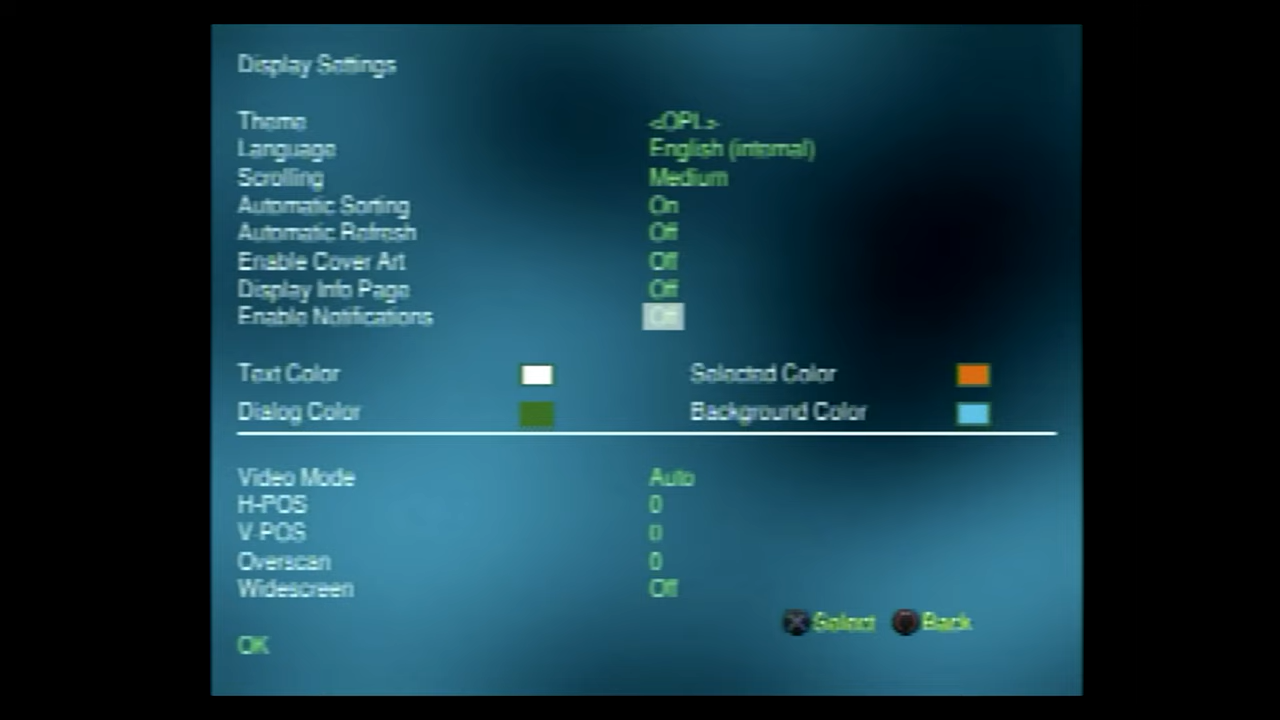 Display Settings
Theme <OPL>
Language English (internal)
Scrolling Medium
Automatic Sorting On
Automatic Refresh Off
Enable Cover Art Off
Display Info Page Off
Enable Notifications Off
Text Color Selected Color
Dialog Color Background Color
Video Mode Auto
H-POS 0
V-POS 0
Overscan 0
Widescreen Off
Select Back
OK